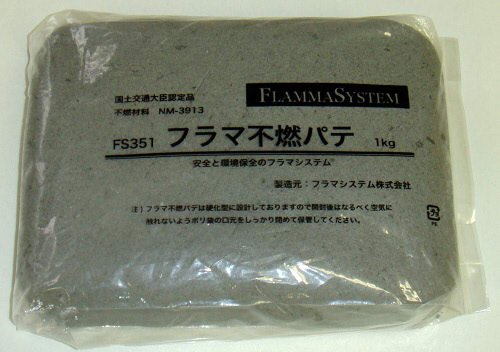 国土交通大臣認定品
FLAMMASYSTEM
不燃材料 NM-3913
FS351 フラマ不燃パテ 1kg
安全と環境保全のフラマシステム
製造元：フラマシステム株式会社
注）フラマ不燃パテは硬化型に設計しておりますので開封後はなるべく空気に
触れないようポリ袋の口元をしっかり閉めて保管してください。
プラ
PE